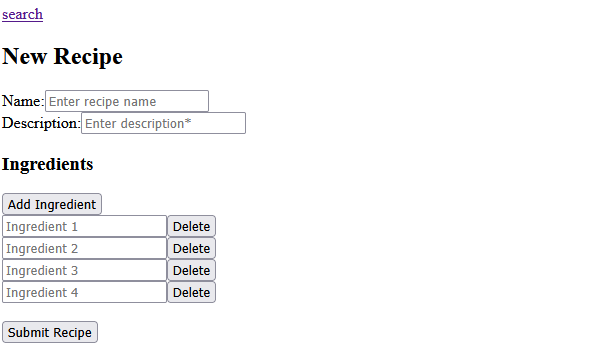 search
New Recipe
Name: Enter recipe name
Description: Enter description*
Ingredients
Add Ingredient
Ingredient 1 Delete
Ingredient 2 Delete
Ingredient 3 Delete
Ingredient 4 Delete
Submit Recipe